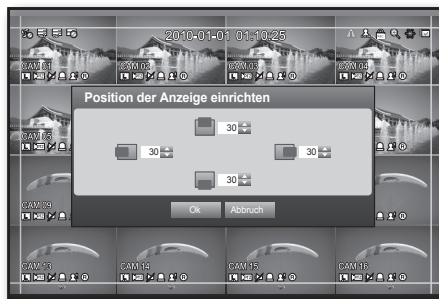 2010-01-01 01:10:25
CAM 01
CAM 02
CAM 03
CAM 04
Position der Anzeige einrichten
30
CAM 05
30
30
30
CAM 09
Ok
Abbruch
CAM 13
CAM 14
CAM 15
CAM 16